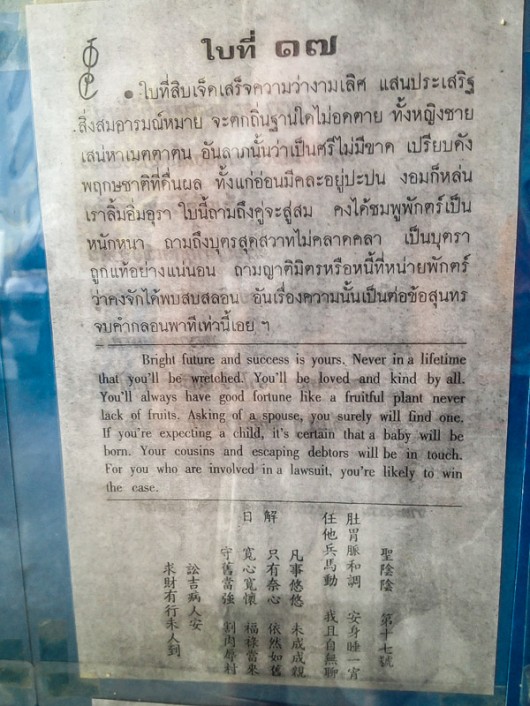 ใบที่ ๑๗
● ใบที่สิบเจ็ดเสร็จความว่างามเลิศ แสนประเสริฐ
สิ่งสมอารมณ์หมาย จะตกถิ่นฐานใดไม่อดตาย ทั้งหญิงชาย
เสน่หาเมตตาตน อันลาภนั้นว่าเป็นศรีไม่มีขาด เปรียบดัง
พฤกษชาติที่ดื่นผล ทั้งแก่อ่อนมีคละอยู่ปะปน งอมก็หล่น
เราลิ้มอิ่มอุรา ใบนี้ถามถึงคู่จะสู่สม คงได้ชมพูพักตร์เป็น
หนักหนา ถามถึงบุตรสุดสวาทไม่คลาดคลา เป็นบุตรา
ถูกแท้อย่างแน่นอน ถามญาติมิตรหรือหนี้ที่หน่ายพักตร์
ว่าคงจักได้พบสบสลอน อันเรื่องความนั้นเป็นต่อข้อสุนทร
จบคำกลอนพาทีเท่านี้เอย ฯ
Bright future and success is yours. Never in a lifetime
that you'll be wretched. You'll be loved and kind by all.
You'll always have good fortune like a fruitful plant never
lack of fruits. Asking of a spouse, you surely will find one.
If you're expecting a child, it's certain that a baby will be
born. Your cousins and escaping debtors will be in touch.
For you who are involved in a lawsuit, you're likely to win
the case.
聖陰陰 第十七號
肚胃脈和調 安身睡一宵
任他兵馬動 我且自無聊
解曰
凡事悠悠 未成成親
只有奈心 依然如舊
寬心寬懷 福祿當來
守舊當強 割肉辱村
訟吉病人安
求財有行未人到